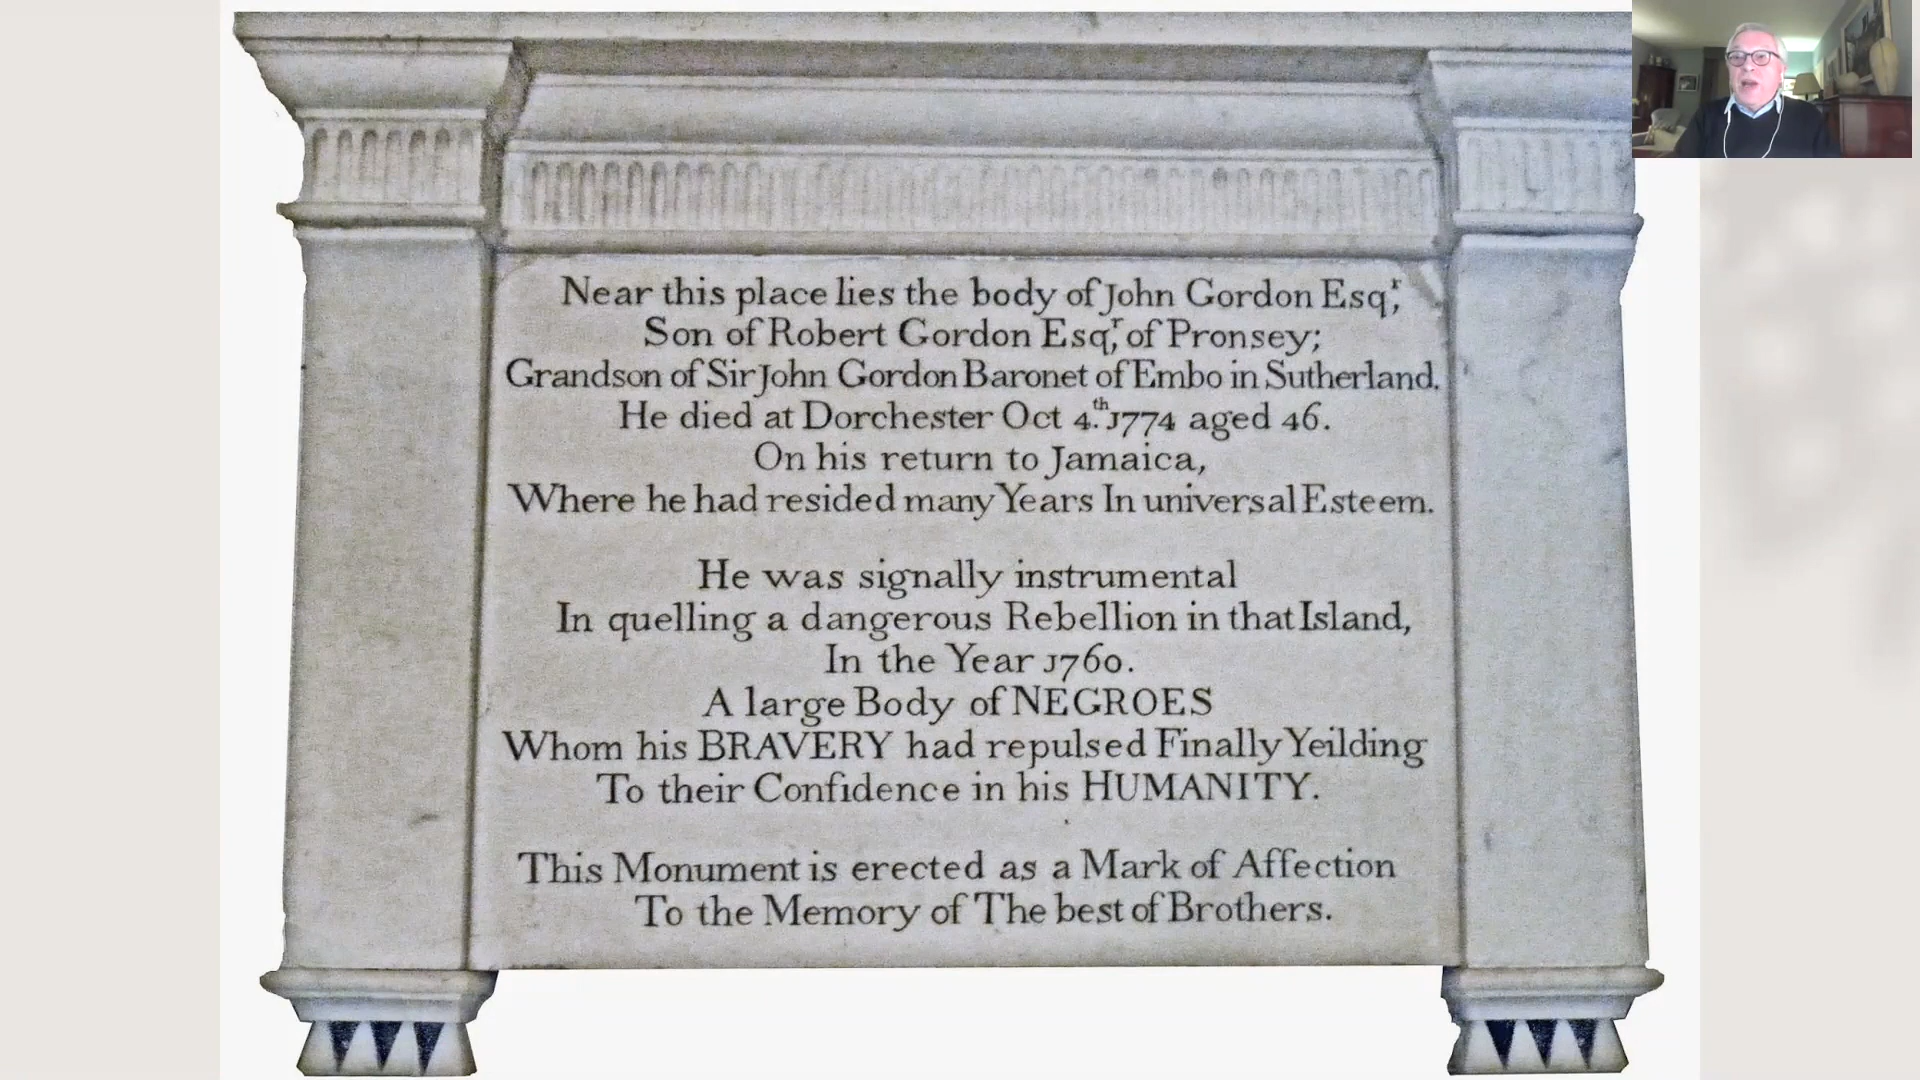 Near this place lies the body of John Gordon Esqr,
Son of Robert Gordon Esqr, of Pronsey;
Grandson of Sir John Gordon Baronet of Embo in Sutherland.
He died at Dorchester Oct 4.th 1774 aged 46.
On his return to Jamaica,
Where he had resided many Years In universal Esteem.
He was signally instrumental
In quelling a dangerous Rebellion in that Island,
In the Year 1760.
A large Body of NEGROES
Whom his BRAVERY had repulsed Finally Yeilding
To their Confidence in his HUMANITY.
This Monument is erected as a Mark of Affection
To the Memory of The best of Brothers.